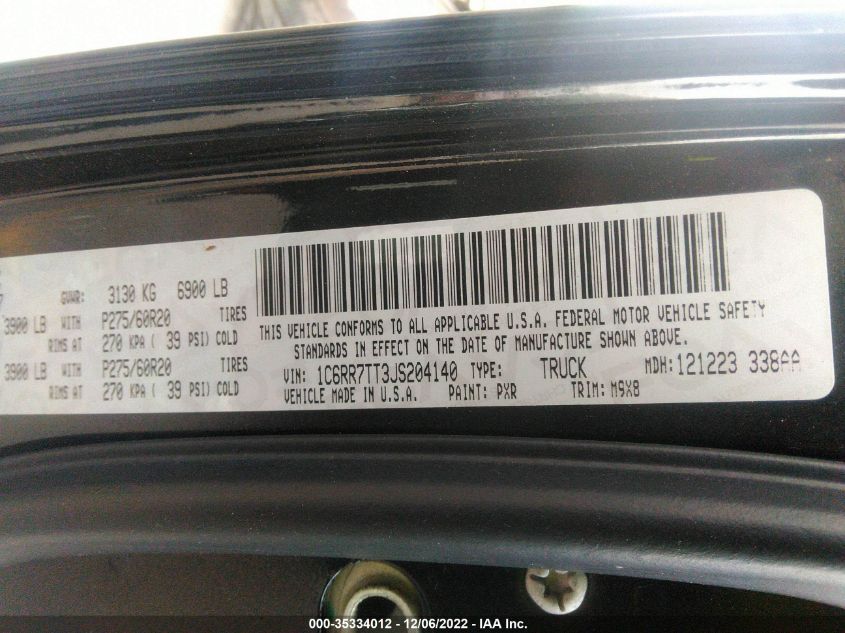 GVWR: 3130 KG 6900 LB
3900 LB WITH P275/60R20 TIRES
RIMS AT 270 KPA ( 39 PSI) COLD
3900 LB WITH P275/60R20 TIRES
RIMS AT 270 KPA ( 39 PSI) COLD
THIS VEHICLE CONFORMS TO ALL APPLICABLE U.S.A. FEDERAL MOTOR VEHICLE SAFETY
STANDARDS IN EFFECT ON THE DATE OF MANUFACTURE SHOWN ABOVE.
VIN: 1C6RR7TT3JS204140 TYPE: TRUCK MDH: 121223 338AA
VEHICLE MADE IN U.S.A. PAINT: PXR TRIM: M9X8
000-35334012 - 12/06/2022 - IAA Inc.